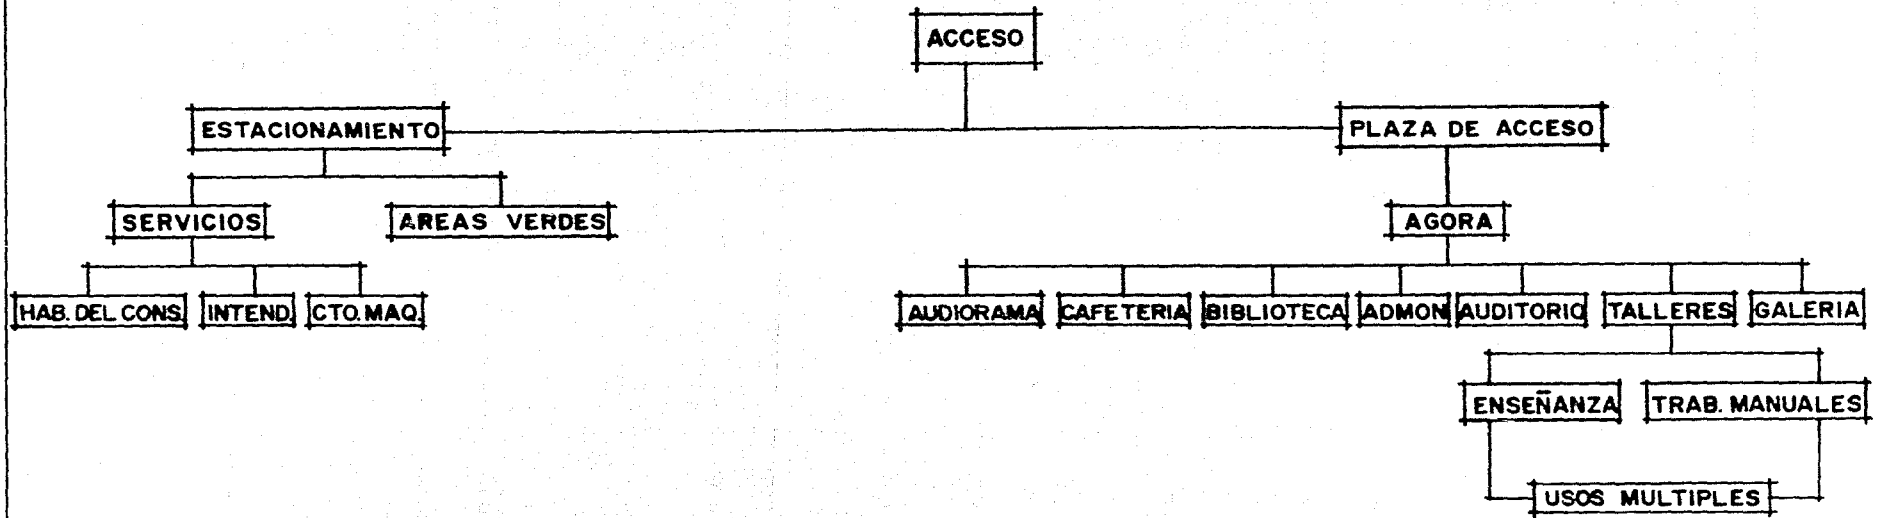 ACCESO
ESTACIONAMIENTO
PLAZA DE ACCESO
SERVICIOS
AREAS VERDES
AGORA
HAB. DEL CONS.
INTEND.
CTO. MAQ.
AUDIORAMA
CAFETERIA
BIBLIOTECA
ADMON
AUDITORIO
TALLERES
GALERIA
ENSEÑANZA
TRAB. MANUALES
USOS MULTIPLES